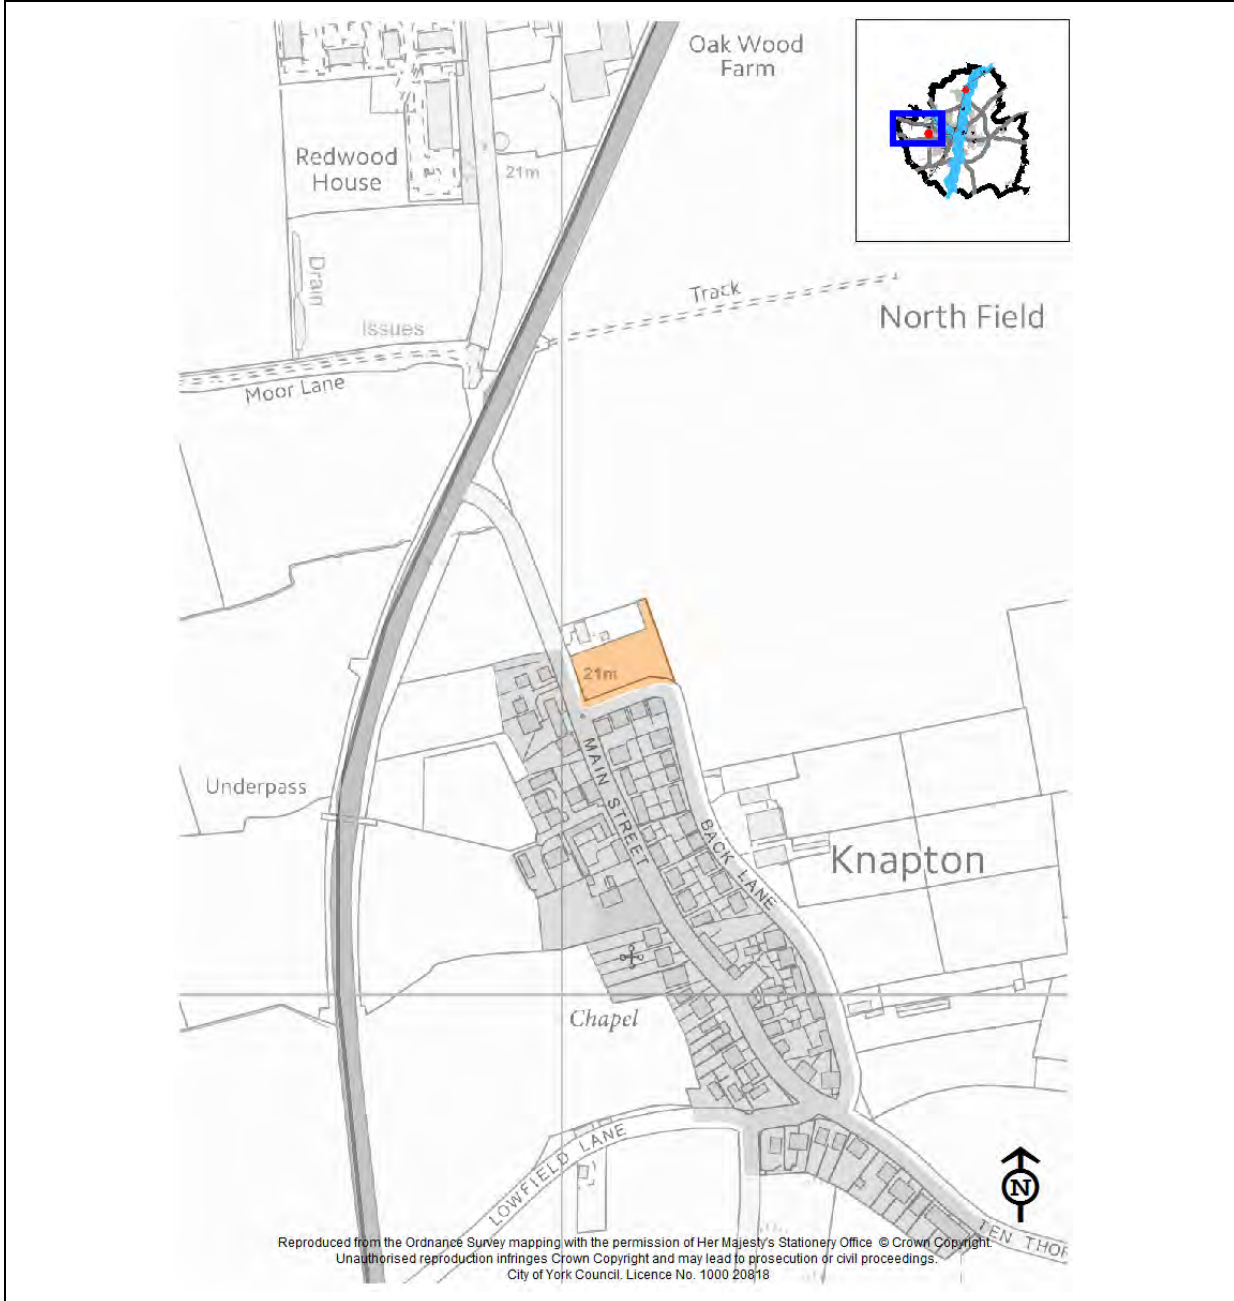 Oak Wood
Farm
Redwood
House
21m
Drain
Track
North Field
Issues
Moor Lane
21m
MAIN STREET
Underpass
BACK LANE
Knapton
Chapel
LOWFIELD LANE
N
TEN THOR
Reproduced from the Ordnance Survey mapping with the permission of Her Majesty's Stationery Office © Crown Copyright.
Unauthorised reproduction infringes Crown Copyright and may lead to prosecution or civil proceedings.
City of York Council. Licence No. 1000 20818